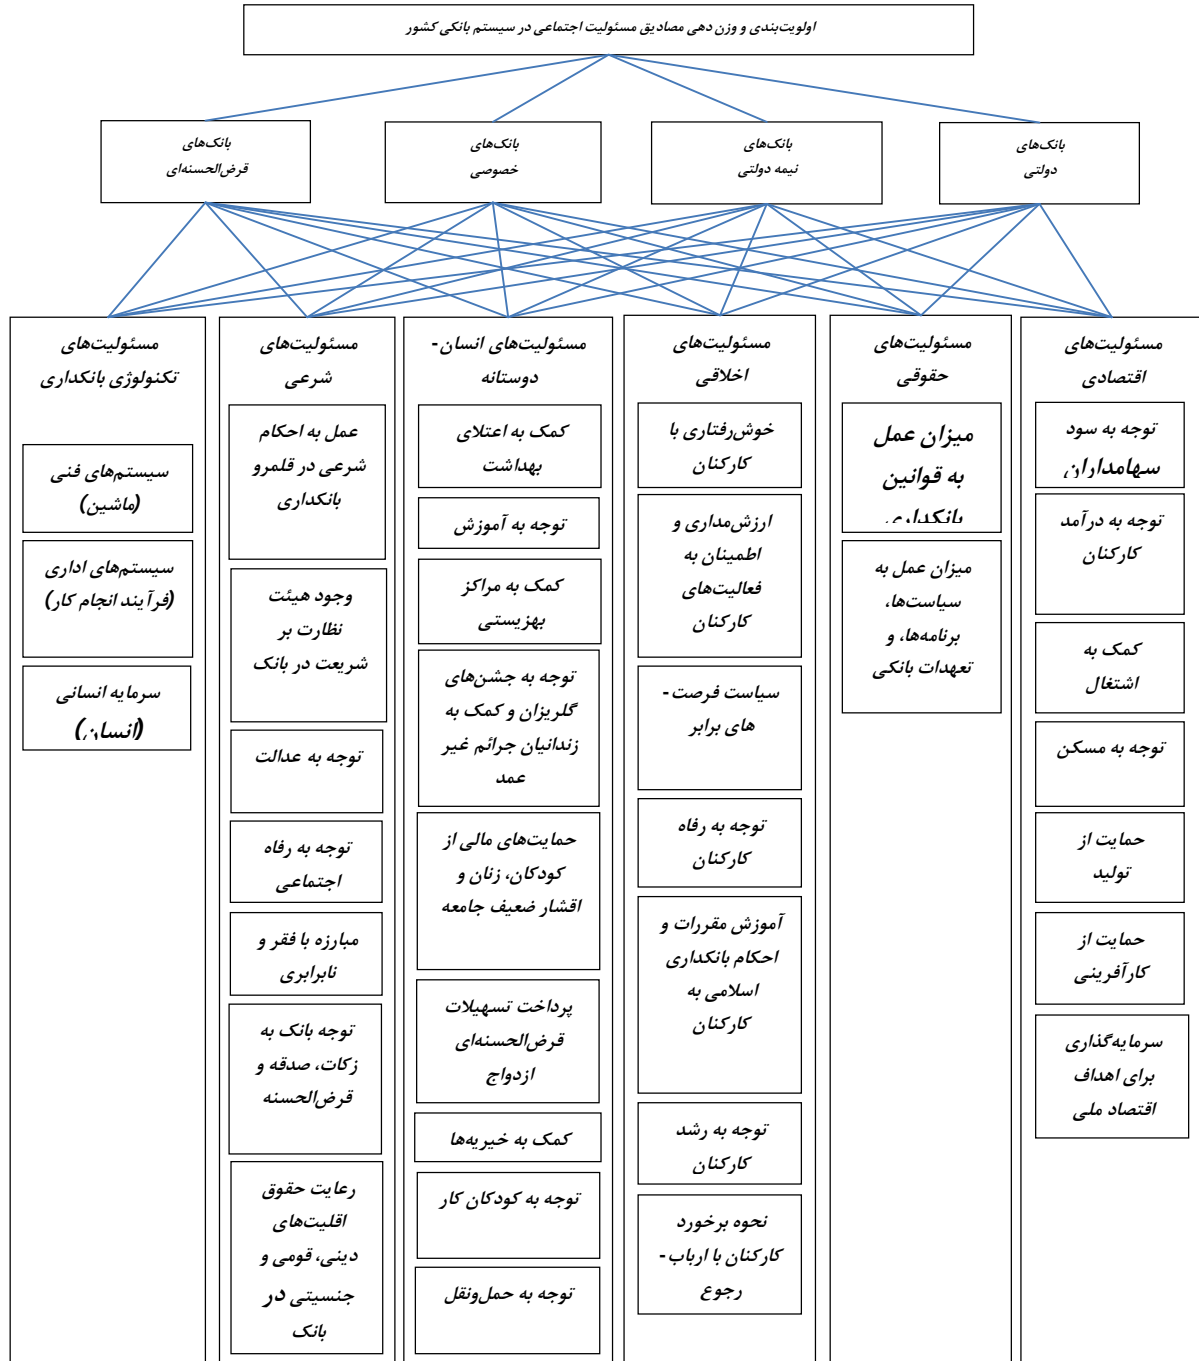 اولویت‌بندی و وزن دهی مصادیق مسئولیت اجتماعی در سیستم بانکی کشور
بانک‌های
دولتی
بانک‌های
نیمه دولتی
بانک‌های
خصوصی
بانک‌های
قرض‌الحسنه‌ای
مسئولیت‌های
اقتصادی
توجه به سود
سهامداران
توجه به درآمد
کارکنان
کمک به
اشتغال
توجه به مسکن
حمایت از
تولید
حمایت از
کارآفرینی
سرمایه‌گذاری
برای اهداف
اقتصاد ملی
مسئولیت‌های
حقوقی
میزان عمل
به قوانین
بانکداری
میزان عمل به
سیاست‌ها،
برنامه‌ها، و
تعهدات بانکی
مسئولیت‌های
اخلاقی
خوش‌رفتاری با
کارکنان
ارزش‌مداری و
اطمینان به
فعالیت‌های
کارکنان
سیاست فرصت-
های برابر
توجه به رفاه
کارکنان
آموزش مقررات و
احکام بانکداری
اسلامی به
کارکنان
توجه به رشد
کارکنان
نحوه برخورد
کارکنان با ارباب-
رجوع
مسئولیت‌های انسان-
دوستانه
کمک به اعتلای
بهداشت
توجه به آموزش
کمک به مراکز
بهزیستی
توجه به جشن‌های
گلریزان و کمک به
زندانیان جرائم غیر
عمد
حمایت‌های مالی از
کودکان، زنان و
اقشار ضعیف جامعه
پرداخت تسهیلات
قرض‌الحسنه‌ای
ازدواج
کمک به خیریه‌ها
توجه به کودکان کار
توجه به حمل‌ونقل
مسئولیت‌های
شرعی
عمل به احکام
شرعی در قلمرو
بانکداری
وجود هیئت
نظارت بر
شریعت در بانک
توجه به عدالت
توجه به رفاه
اجتماعی
مبارزه با فقر و
نابرابری
توجه بانک به
زکات، صدقه و
قرض‌الحسنه
رعایت حقوق
اقلیت‌های
دینی، قومی و
جنسیتی در
بانک
مسئولیت‌های
تکنولوژی بانکداری
سیستم‌های فنی
(ماشین)
سیستم‌های اداری
(فرآیند انجام کار)
سرمایه انسانی
(انسان)